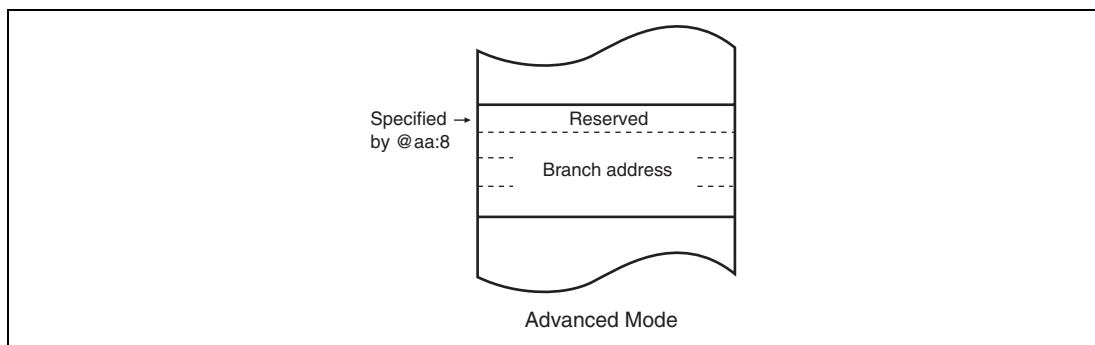 Specified →
by @aa:8
Reserved
Branch address
Advanced Mode